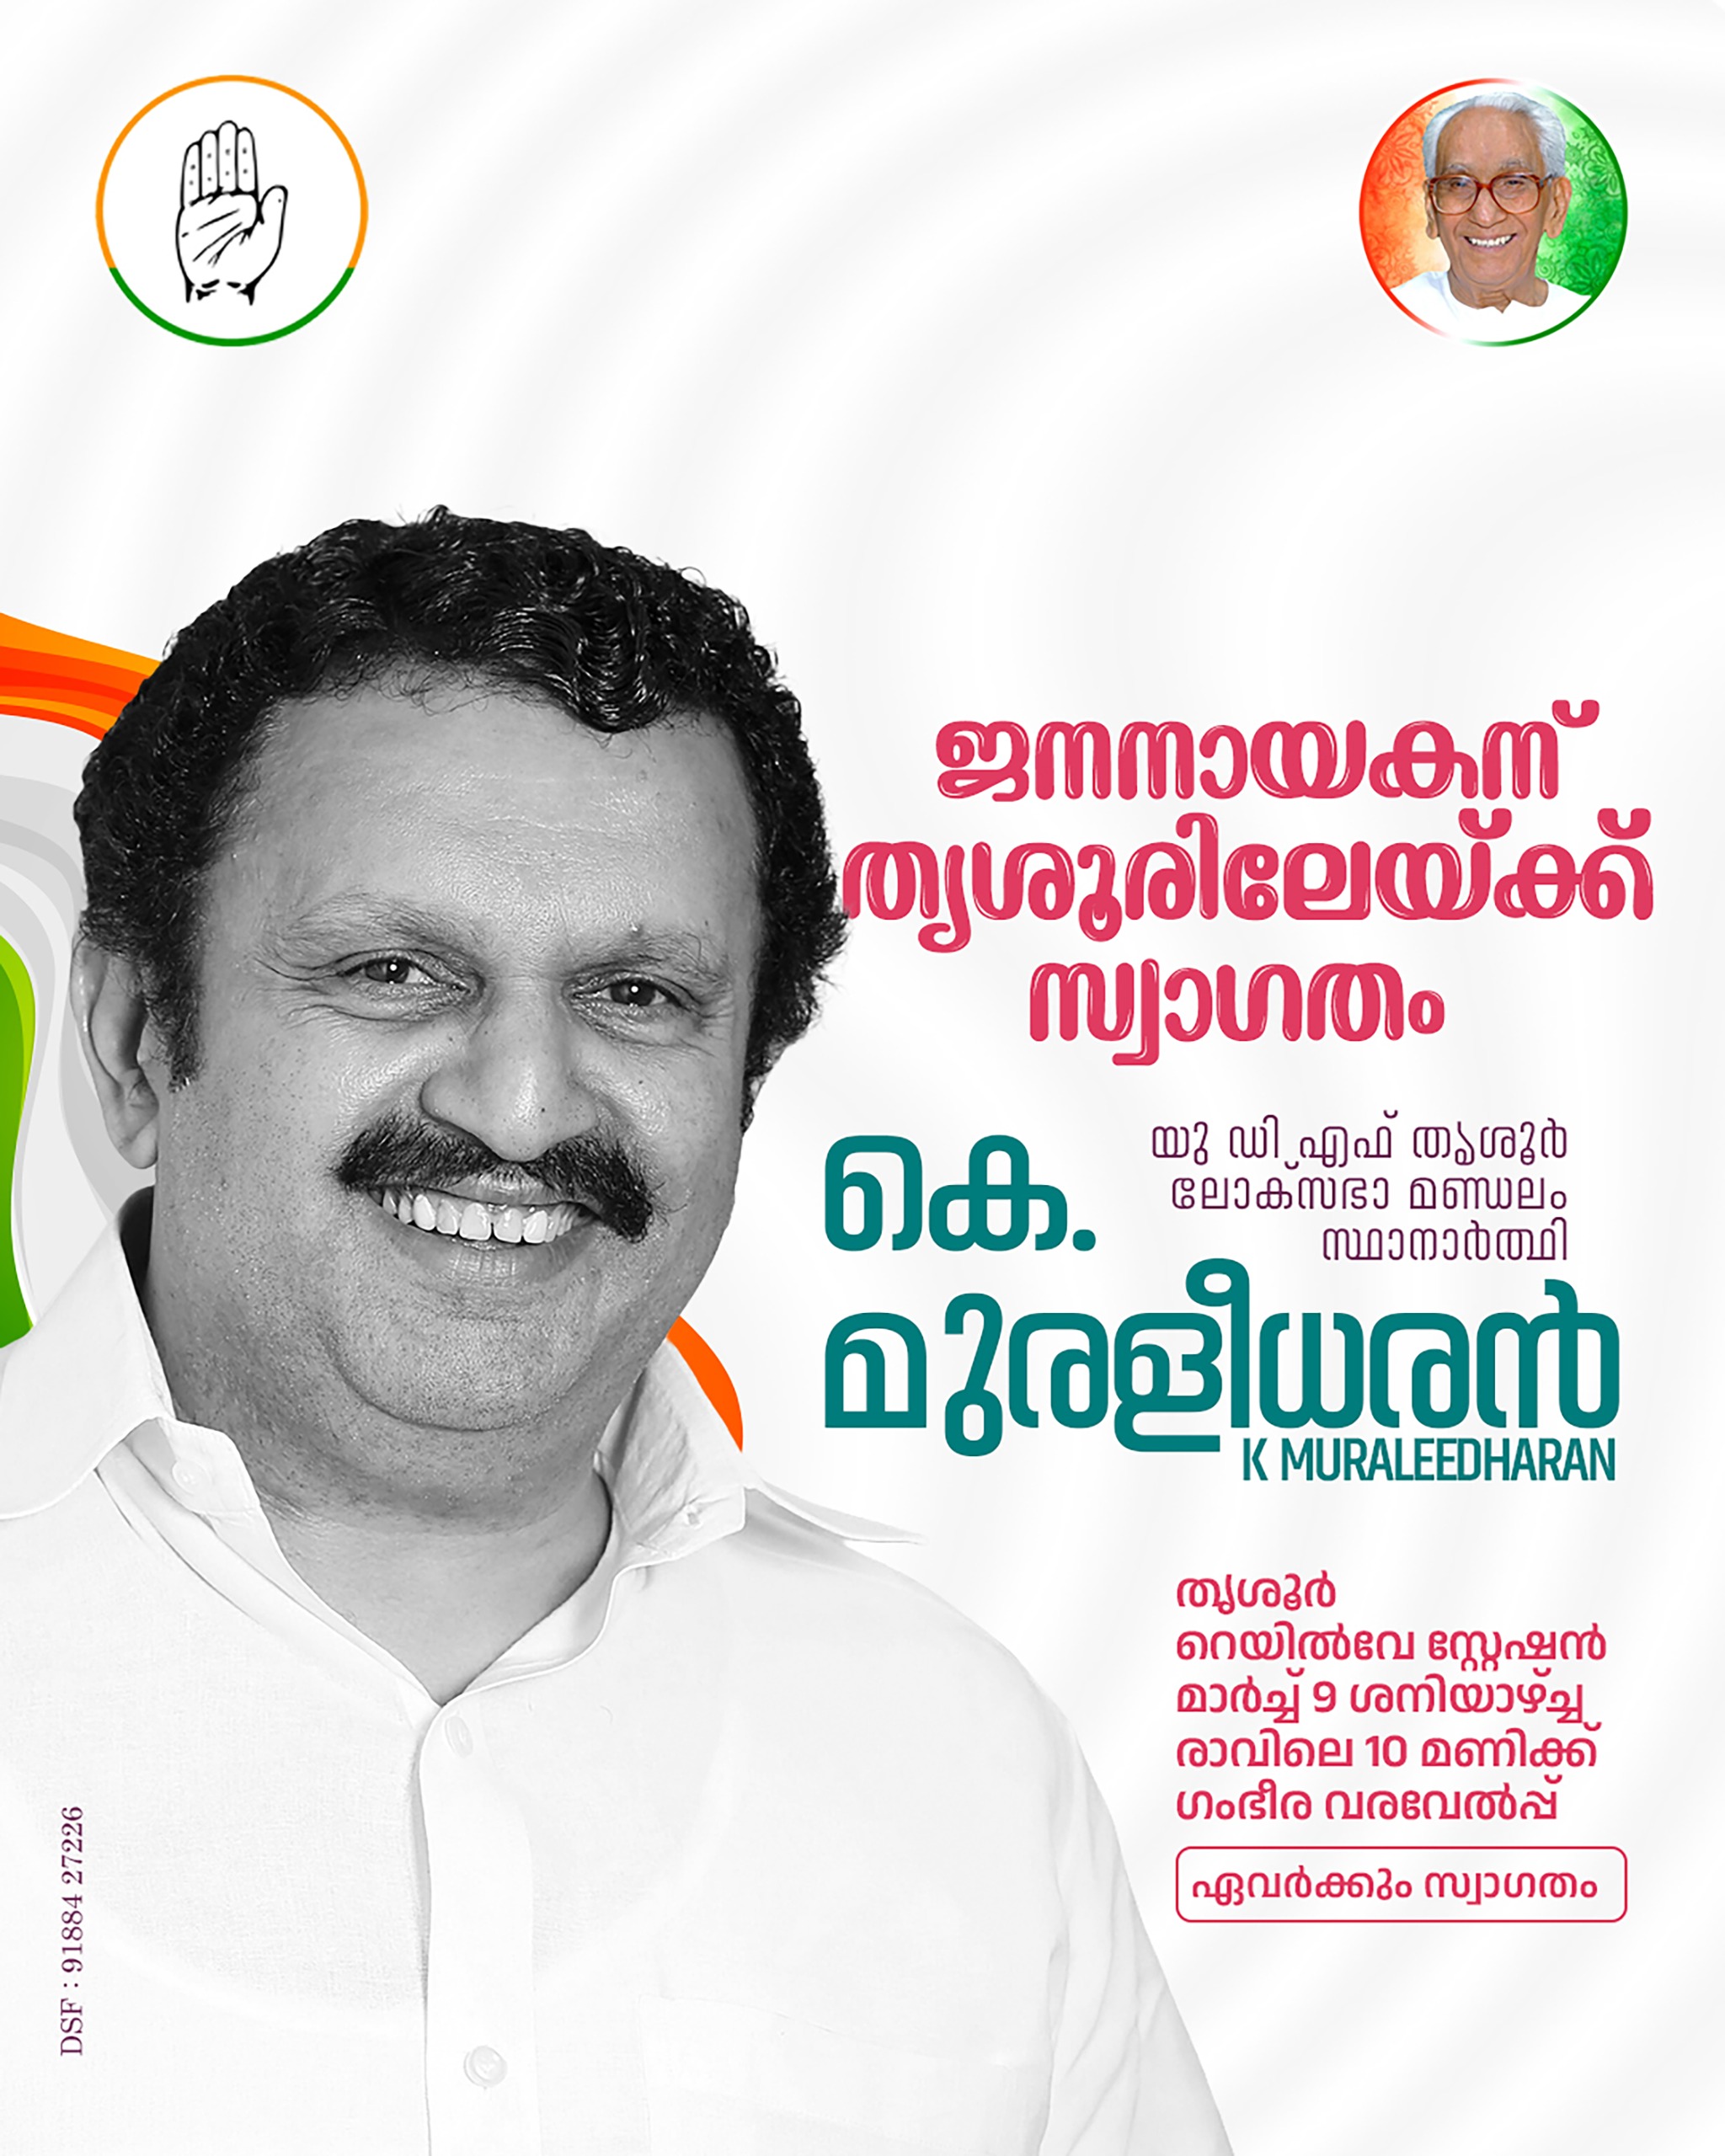 ജനനായകന്
തൃശൂരിലേയ്ക്ക്
സ്വാഗതം
യു ഡി എഫ് തൃശൂർ
ലോക്സഭാ മണ്ഡലം
സ്ഥാനാർത്ഥി
കെ.
മുരളീധരൻ
K MURALEEDHARAN
തൃശൂർ
റെയിൽവേ സ്റ്റേഷൻ
മാർച്ച് 9 ശനിയാഴ്ച്ച
രാവിലെ 10 മണിക്ക്
ഗംഭീര വരവേൽപ്പ്
ഏവർക്കും സ്വാഗതം
DSF : 91884 27226